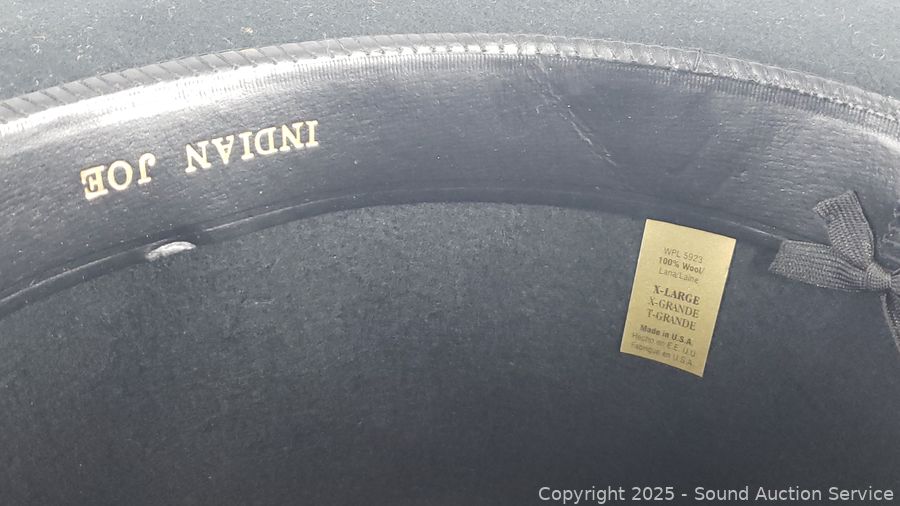 INDIAN JOE
WPL 5923
100% Wool/
Lana/Laine
X-LARGE
X-GRANDE
T-GRANDE
Made in U.S.A.
Hecho en E.E. U.U.
Fabriqué en U.S.A.
Copyright 2025 - Sound Auction Service